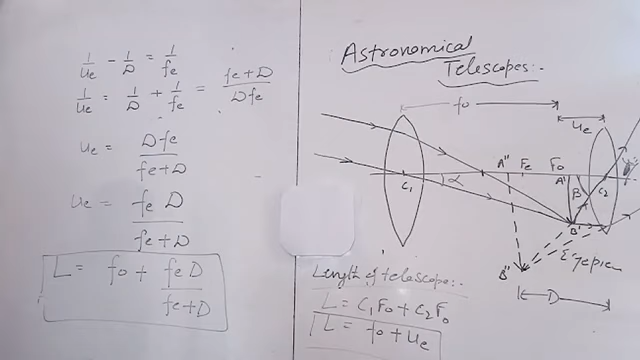 1/ue - 1/D = 1/fe
1/ue = 1/D + 1/fe = fe+D/Dfe
ue = Dfe/fe+D
ue = fe D/fe+D
L = fo + feD/fe+D
Astronomical
Telescopes:-
fo
ue
C1 α A" Fe Fo A' B C2
B'
B"
Eyepiece
D
Length of telescope:-
L = C1Fo + C2Fo
L = fo + ue